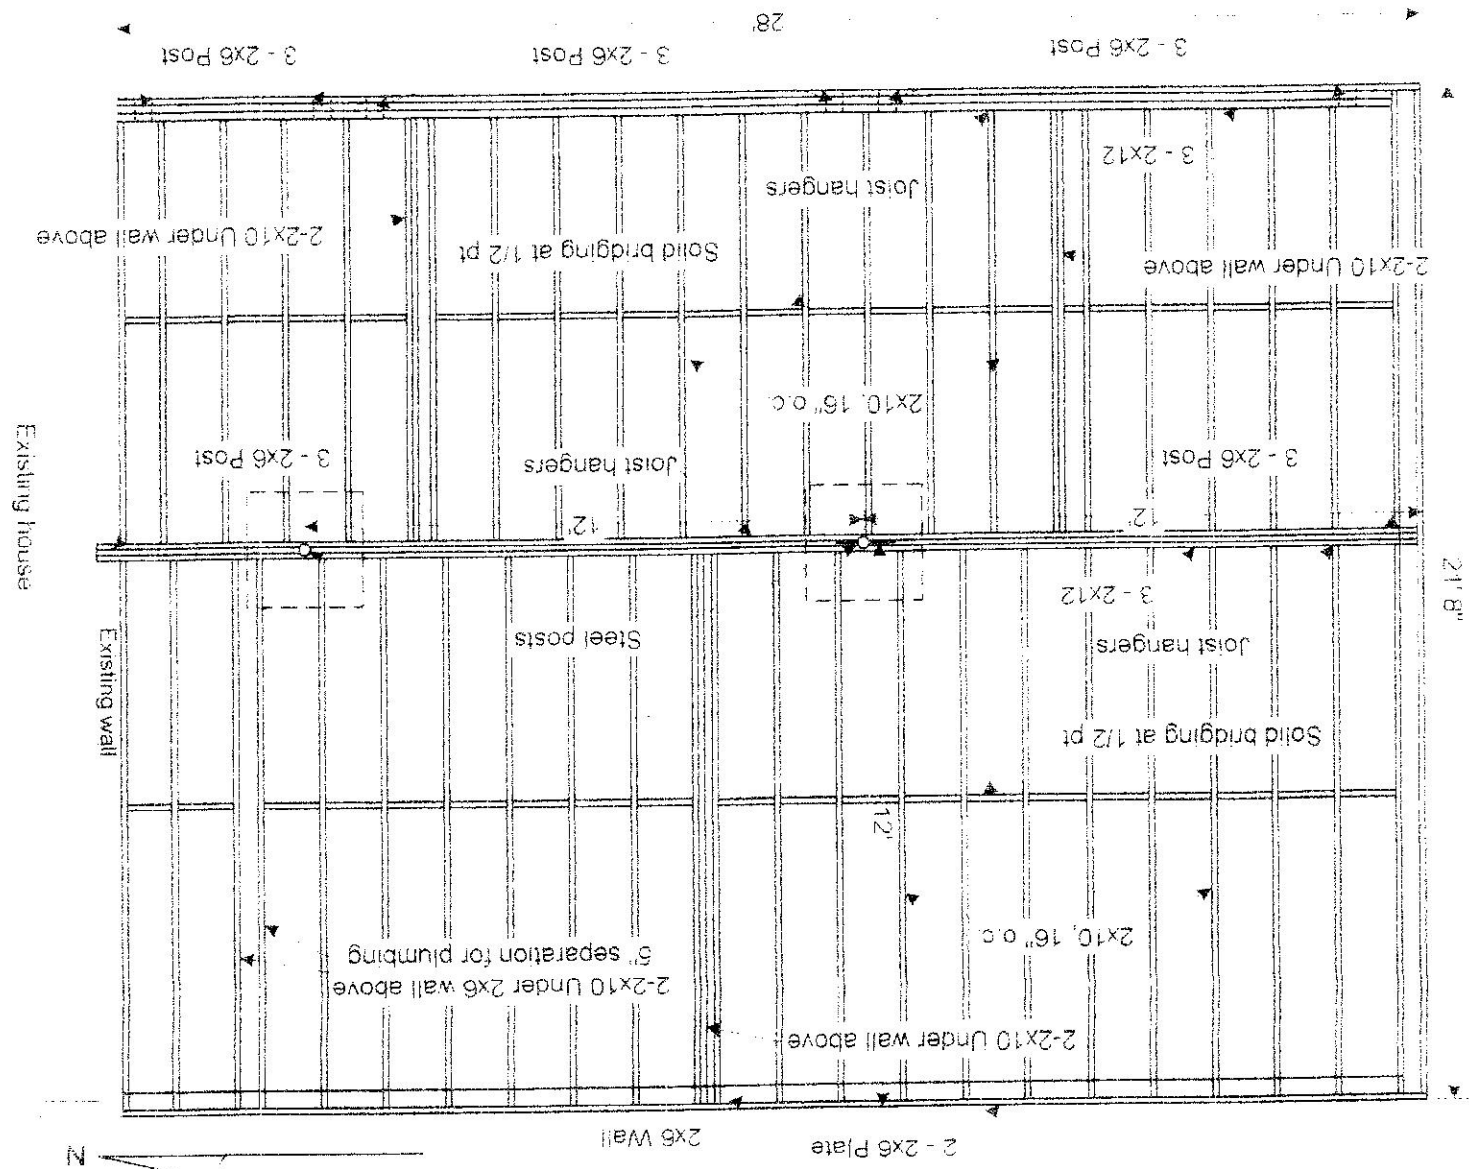 N
2 - 2x6 Plate
2x6 Wall
2-2x10 Under wall above
2-2x10 Under 2x6 wall above
5" separation for plumbing
2x10, 16" o.c.
12'
Solid bridging at 1/2 pt
Existing wall
Joist hangers
Steel posts
3 - 2x12
21' 8"
Existing house
12'
12'
3 - 2x6 Post
Joist hangers
3 - 2x6 Post
2x10, 16" o.c.
2-2x10 Under wall above
Solid bridging at 1/2 pt
2-2x10 Under wall above
Joist hangers
3 - 2x12
3 - 2x6 Post
3 - 2x6 Post
3 - 2x6 Post
28'